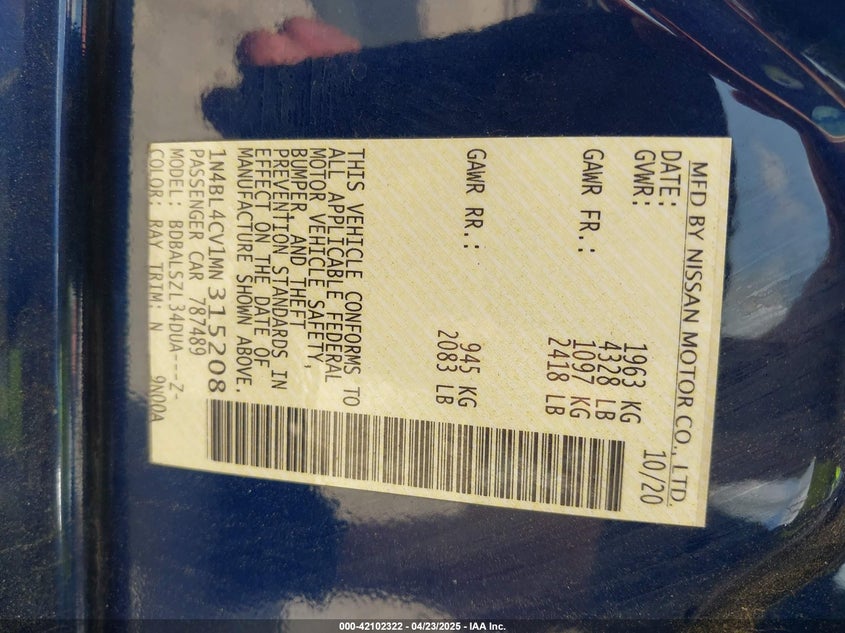 MFD BY NISSAN MOTOR CO., LTD.
DATE: 10/20
GVWR: 1963 KG
4328 LB
GAWR FR.: 1097 KG
2418 LB
GAWR RR.: 945 KG
2083 LB
THIS VEHICLE CONFORMS TO
ALL APPLICABLE FEDERAL
MOTOR VEHICLE SAFETY,
BUMPER, AND THEFT
PREVENTION STANDARDS IN
EFFECT ON THE DATE OF
MANUFACTURE SHOWN ABOVE.
1N4BL4CV1MN315208
PASSENGER CAR 787489
MODEL: BDBALSZL34DUA---Z-
COLOR: RAY TRIM: N 9N00A
000-42102322 - 04/23/2025 - IAA Inc.